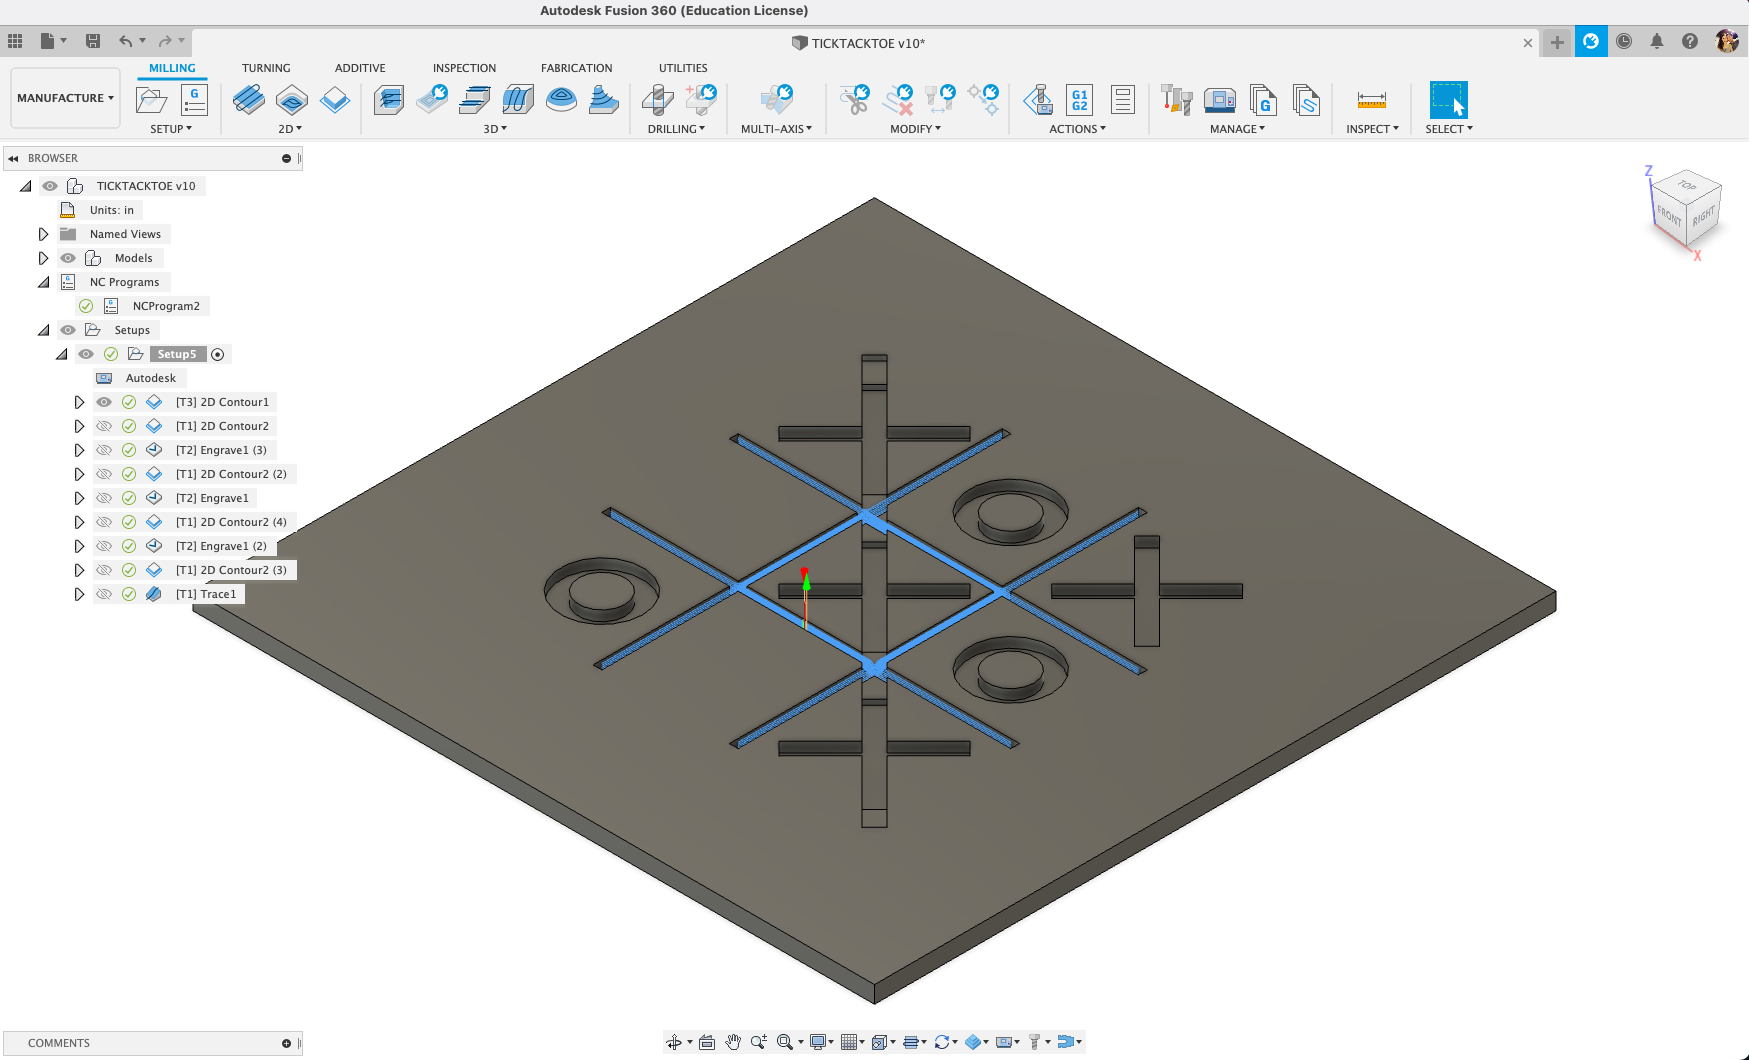 Autodesk Fusion 360 (Education License)
TICKTACKTOE v10*
MILLING TURNING ADDITIVE INSPECTION FABRICATION UTILITIES
MANUFACTURE
G
G1
G2
G
S
SETUP 2D 3D DRILLING MULTI-AXIS MODIFY ACTIONS MANAGE INSPECT SELECT
BROWSER
TICKTACKTOE v10
Units: in
Named Views
Models
NC Programs
NCProgram2
Setups
Setup5
Autodesk
[T3] 2D Contour1
[T1] 2D Contour2
[T2] Engrave1 (3)
[T1] 2D Contour2 (2)
[T2] Engrave1
[T1] 2D Contour2 (4)
[T2] Engrave1 (2)
[T1] 2D Contour2 (3)
[T1] Trace1
Z
TOP
FRONT
RIGHT
X
COMMENTS